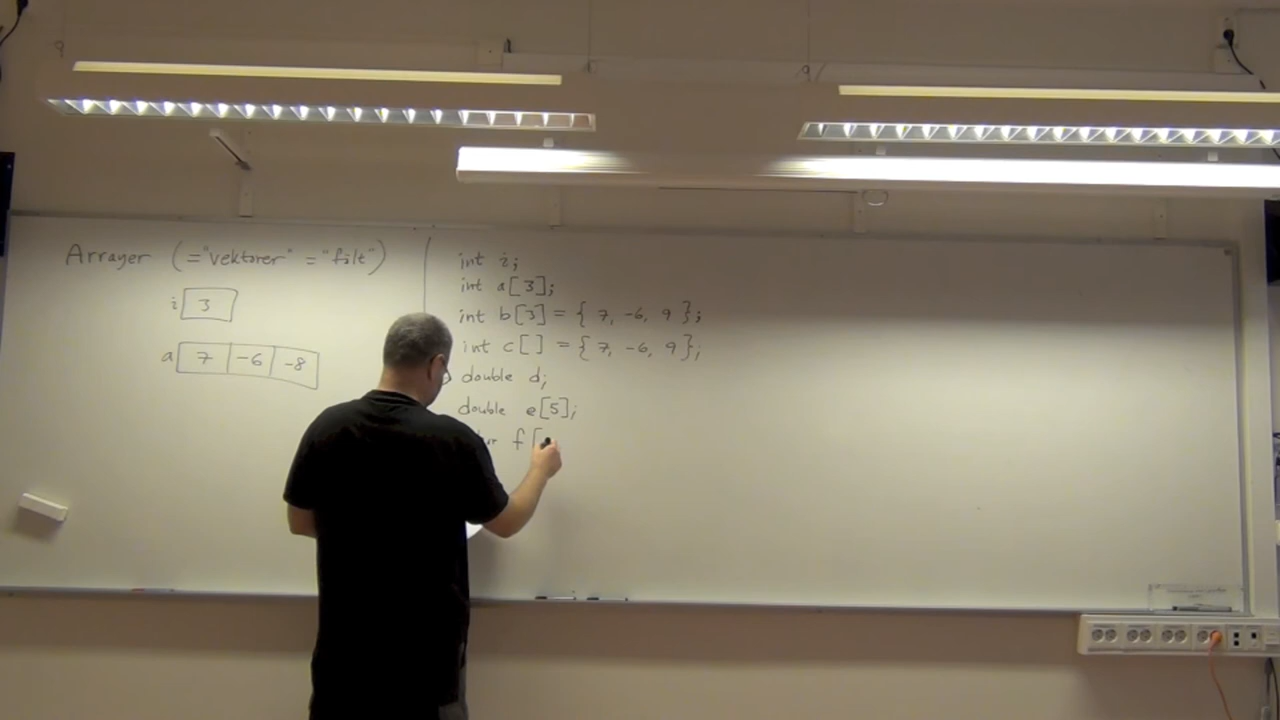 Arrayer (="vektorer" = "fält")
i 3
a 7 -6 -8
int i;
int a[3];
int b[3] = { 7, -6, 9 };
int c[] = { 7, -6, 9 };
double d;
double e[5];
f [